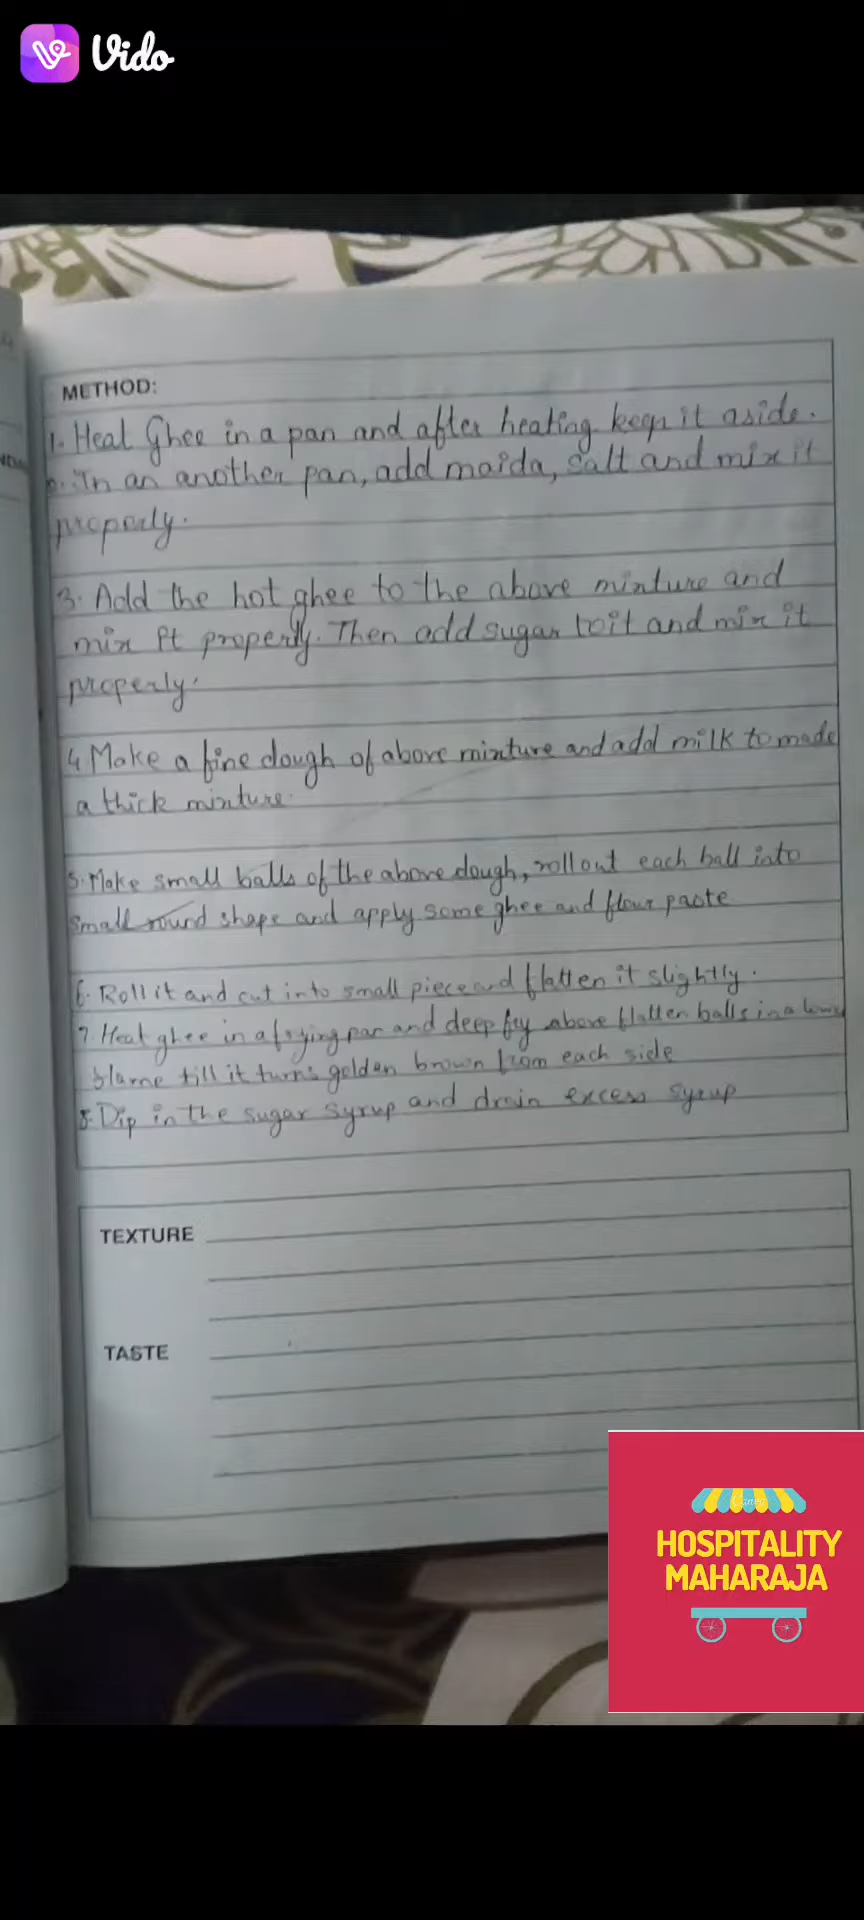 Vido
METHOD:
1. Heat Ghee in a pan and after heating keep it aside.
2. In an another pan, add maida, salt and mix it
properly.
3. Add the hot ghee to the above mixture and
mix it properly. Then add sugar to it and mix it
properly.
4. Make a fine dough of above mixture and add milk to made
a thick mixture.
5. Make small balls of the above dough, roll out each ball into
small round shape and apply some ghee and flour paste
6. Roll it and cut into small piece and flatten it slightly.
7. Heat ghee in a frying pan and deep fry above flatten balls in a low
flame till it turns golden brown from each side
8. Dip in the sugar syrup and drain excess syrup
TEXTURE
TASTE
HOSPITALITY
MAHARAJA